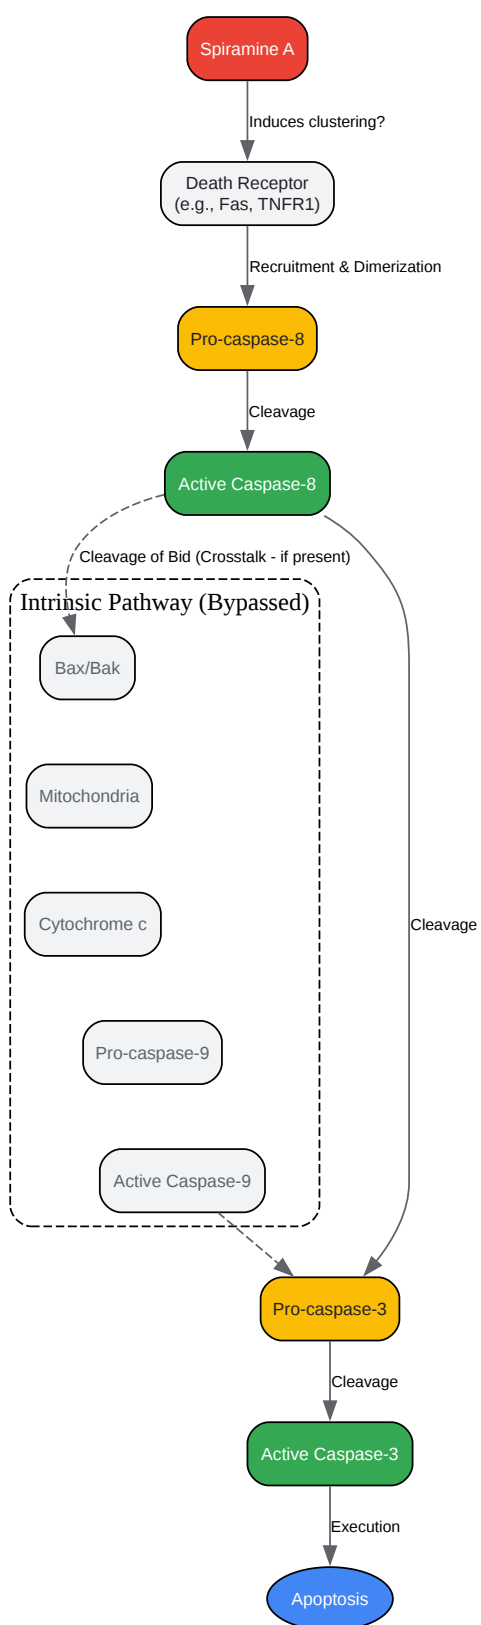 Spiramine A
Induces clustering?
Death Receptor
(e.g., Fas, TNFR1)
Recruitment & Dimerization
Pro-caspase-8
Cleavage
Active Caspase-8
Cleavage of Bid (Crosstalk - if present)
Intrinsic Pathway (Bypassed)
Bax/Bak
Mitochondria
Cytochrome c
Cleavage
Pro-caspase-9
Active Caspase-9
Pro-caspase-3
Cleavage
Active Caspase-3
Execution
Apoptosis